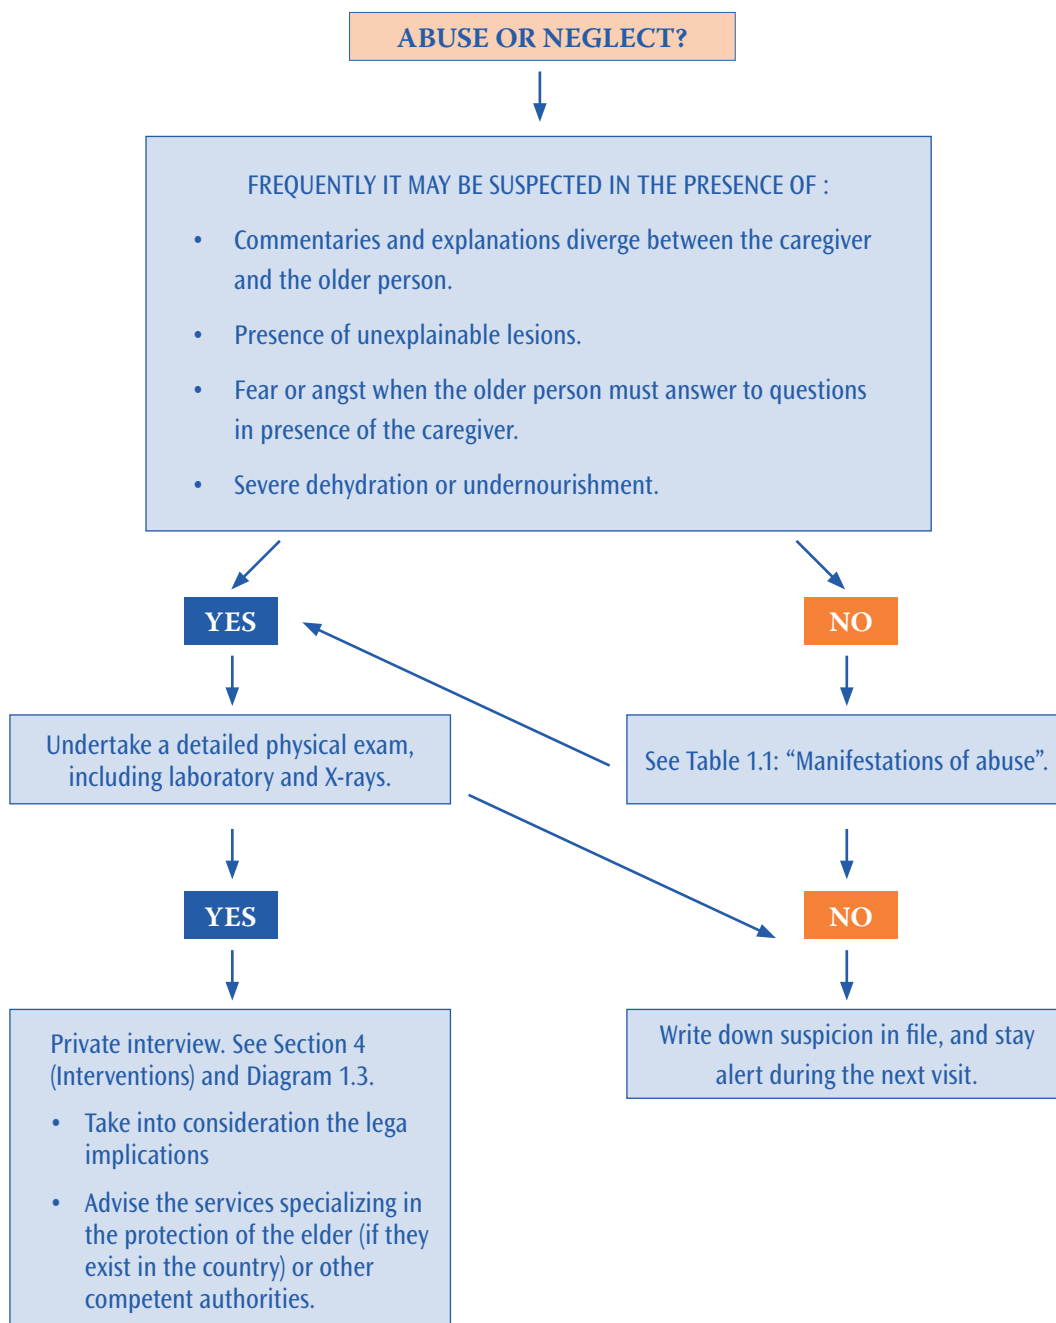 ABUSE OR NEGLECT?
FREQUENTLY IT MAY BE SUSPECTED IN THE PRESENCE OF :
• Commentaries and explanations diverge between the caregiver
and the older person.
• Presence of unexplainable lesions.
• Fear or angst when the older person must answer to questions
in presence of the caregiver.
• Severe dehydration or undernourishment.
YES
NO
Undertake a detailed physical exam,
including laboratory and X-rays.
See Table 1.1: “Manifestations of abuse”.
YES
NO
Private interview. See Section 4
(Interventions) and Diagram 1.3.
• Take into consideration the lega
implications
• Advise the services specializing in
the protection of the elder (if they
exist in the country) or other
competent authorities.
Write down suspicion in file, and stay
alert during the next visit.